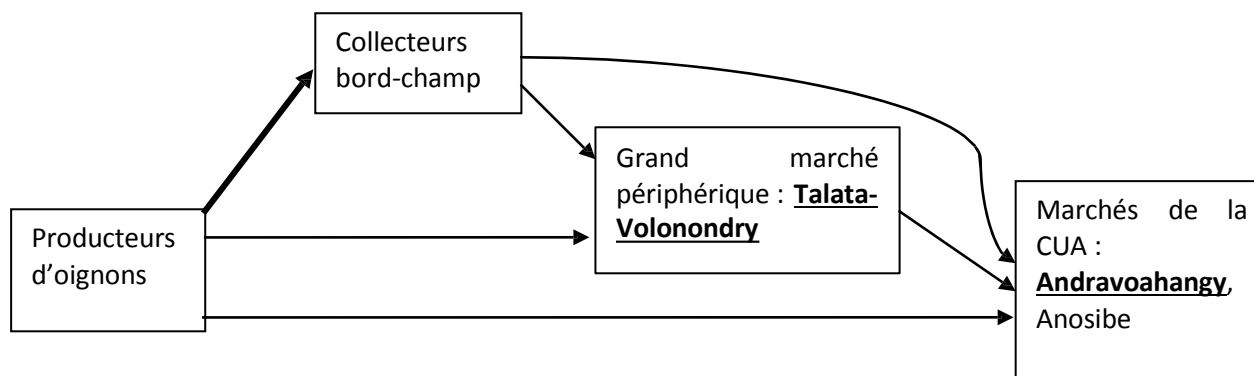 Collecteurs
bord-champ
Grand marché
périphérique : Talata-
Volonondry
Producteurs
d’oignons
Marchés de la
CUA :
Andravoahangy,
Anosibe